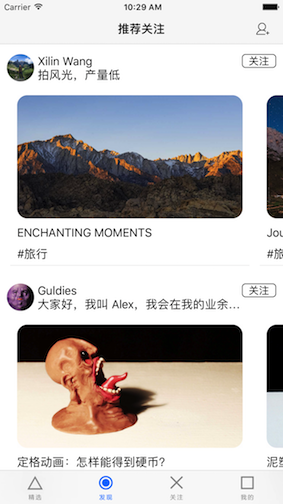 Carrier 10:29 AM
推荐关注
Xilin Wang 关注
拍风光，产量低
ENCHANTING MOMENTS Jou
#旅行 #旅
Guldies 关注
大家好，我叫 Alex，我会在我的业余...
定格动画：怎样能得到硬币? 泥塑
精选 发现 关注 我的